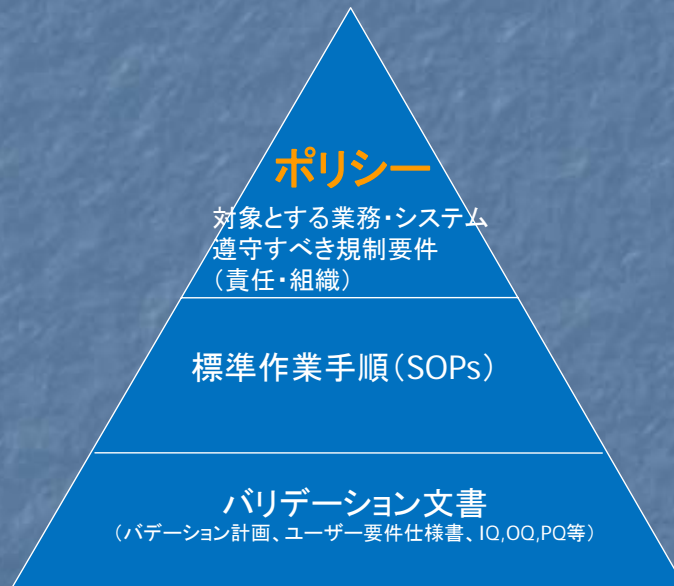 ポリシー
対象とする業務・システム
遵守すべき規制要件
（責任・組織）
標準作業手順（SOPs）
バリデーション文書
（バデーション計画、ユーザー要件仕様書、IQ,OQ,PQ等）